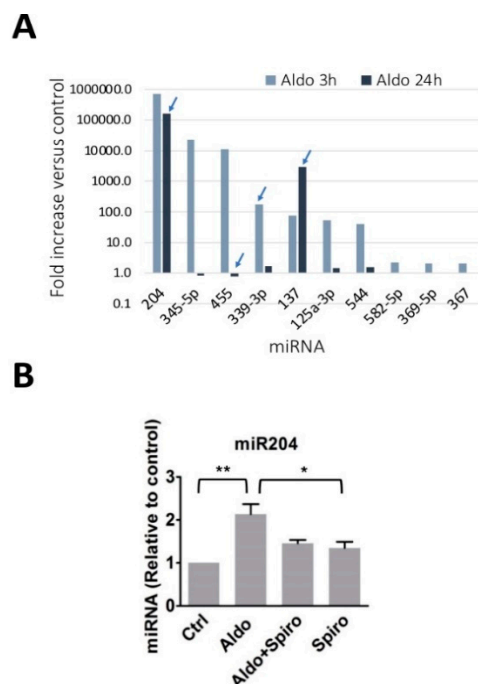 A
Fold increase versus control
Aldo 3h Aldo 24h
1000000.0
100000.0
10000.0
1000.0
100.0
10.0
1.0
0.1
204 345-5p 455 339-3p 137 125a-3p 544 582-5p 369-5p 367
miRNA
B
miR204
miRNA (Relative to control)
** *
3
2
1
0
Ctrl Aldo Aldo+Spiro Spiro